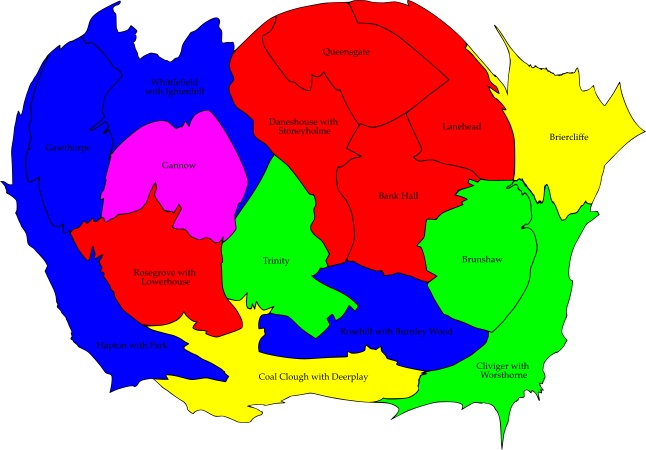 Queensgate
Whittlefield
with Ightenhill
Daneshouse with
Stoneyholme
Lanehead
Briercliffe
Gawthorpe
Gannow
Bank Hall
Trinity
Brunshaw
Rosegrove with
Lowerhouse
Rosehill with Burnley Wood
Hapton with Park
Coal Clough with Deerplay
Cliviger with
Worsthorne